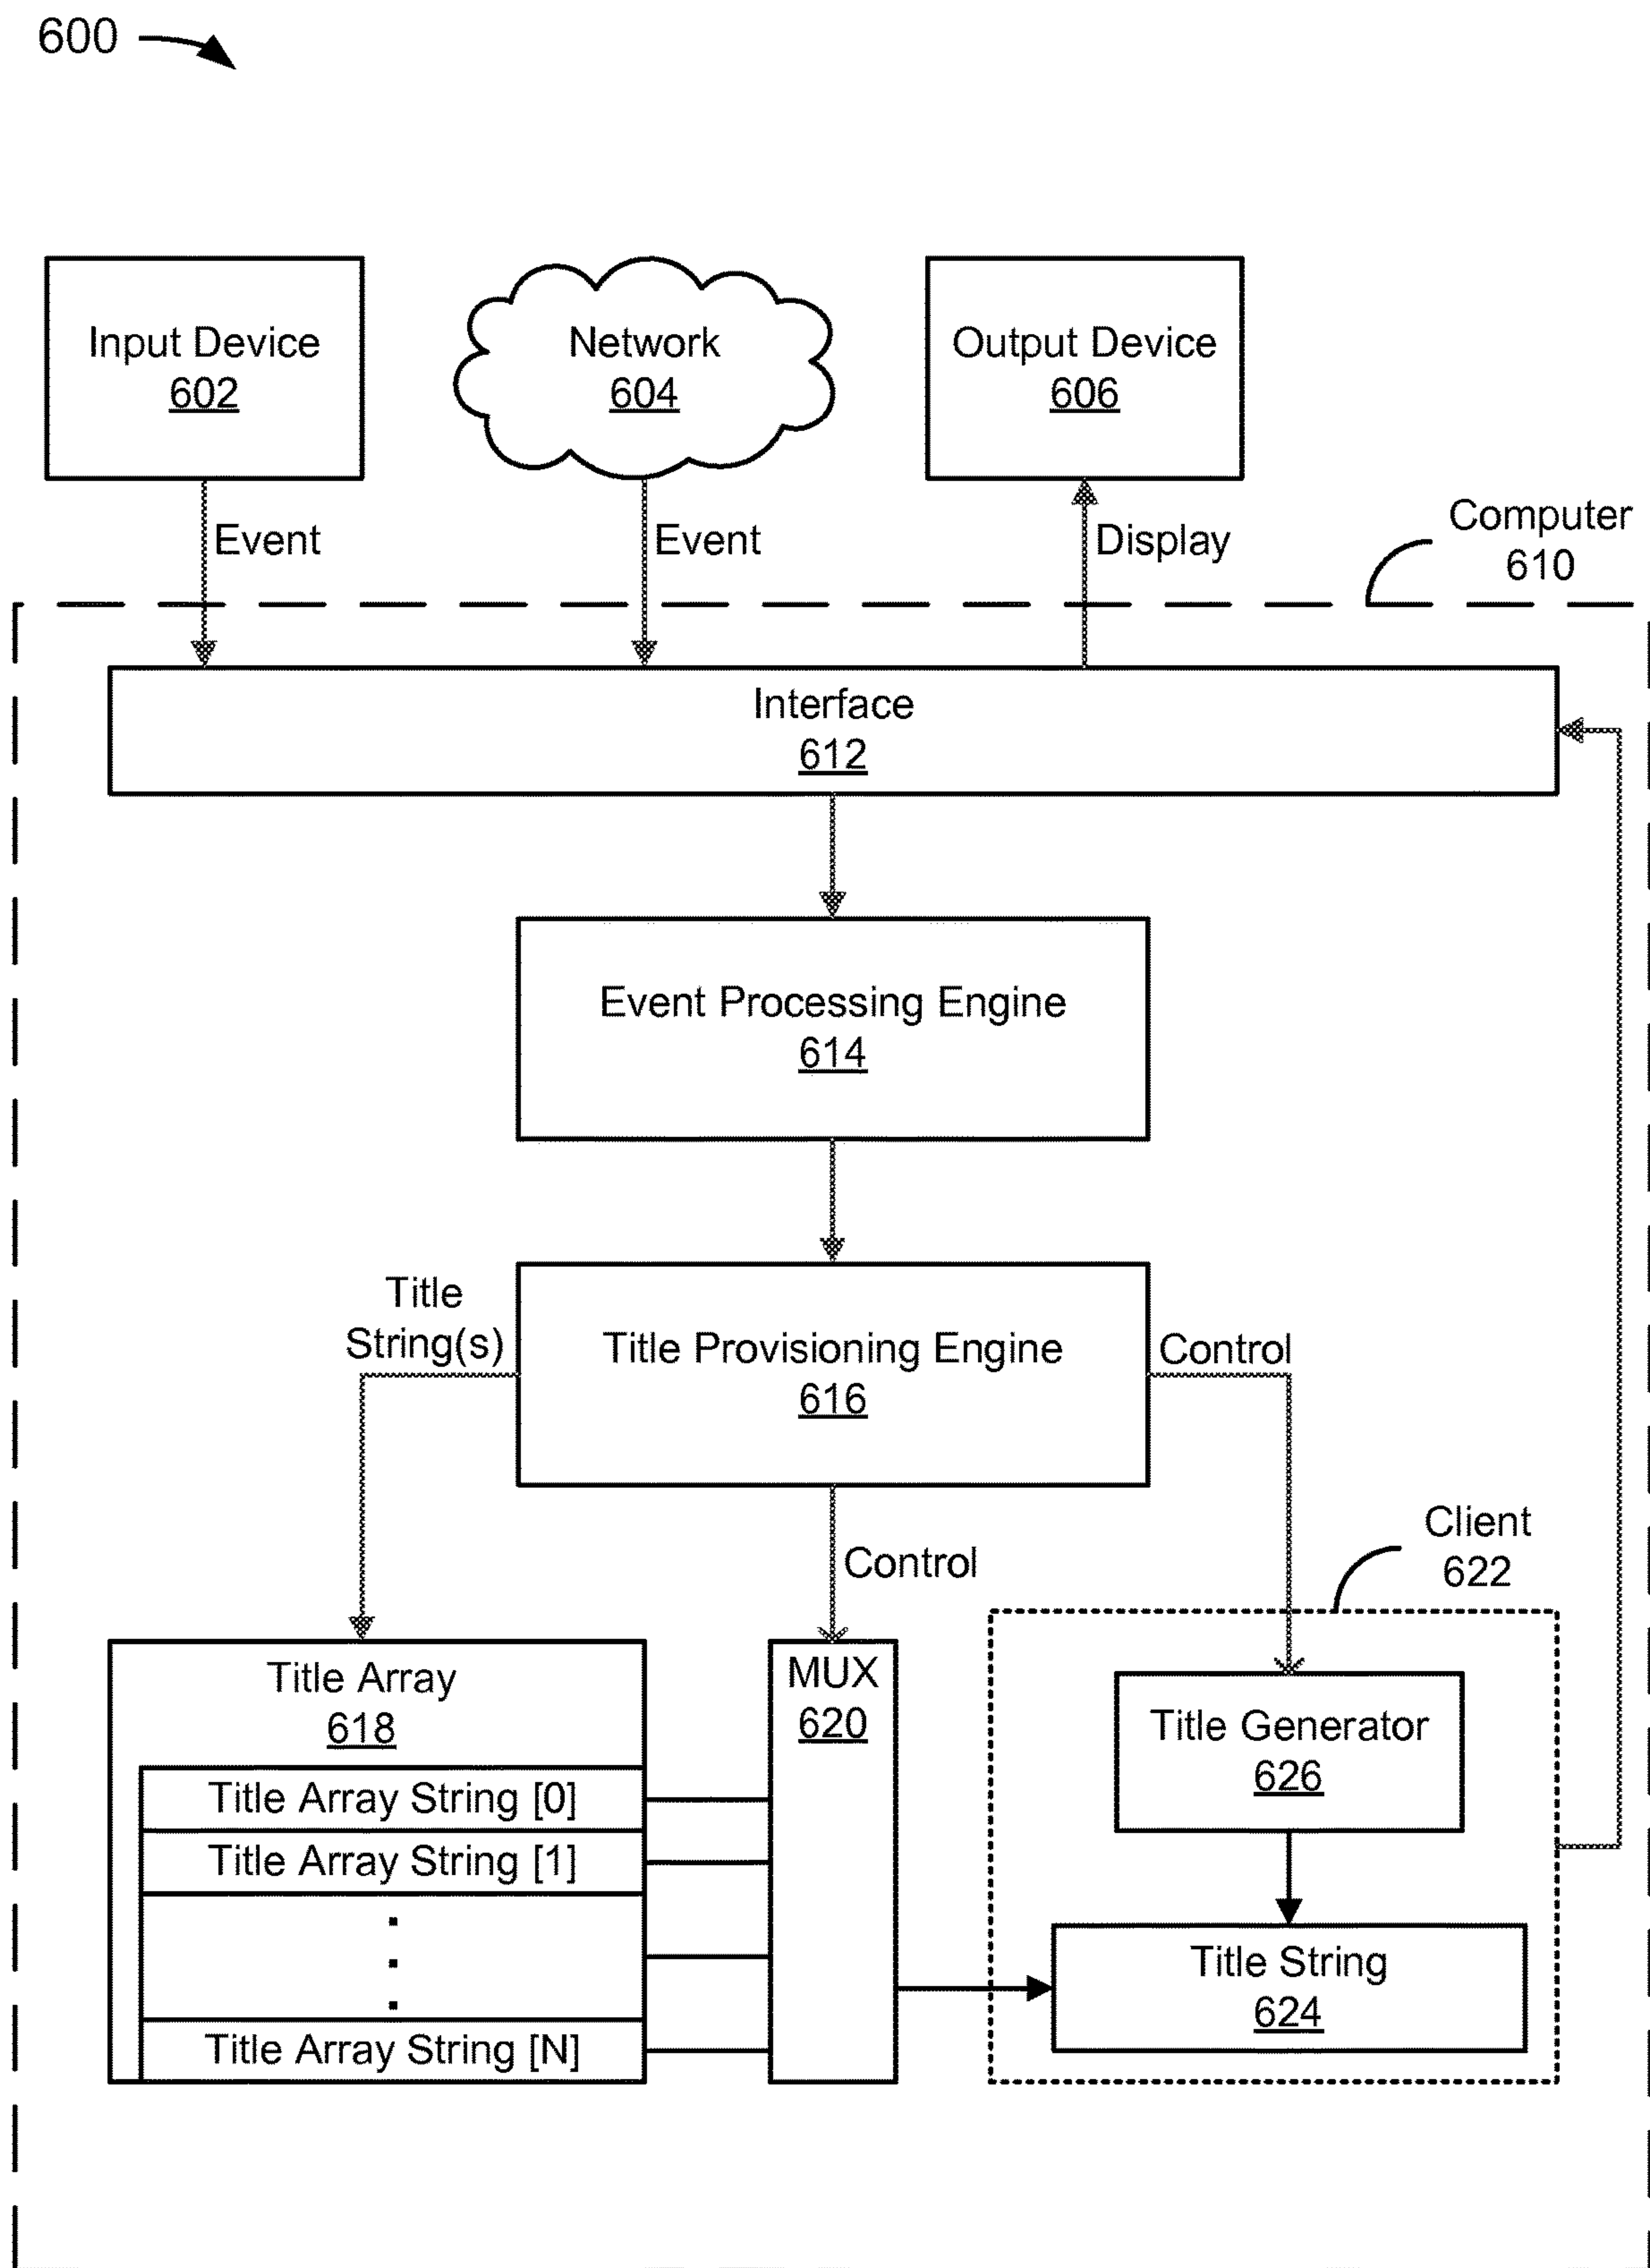 600
Input Device
602
Network
604
Output Device
606
Event
Event
Display
Computer
610
Interface
612
Event Processing Engine
614
Title
String(s)
Title Provisioning Engine
616
Control
Control
Client
622
Title Array
618
Title Array String [0]
Title Array String [1]
Title Array String [N]
MUX
620
Title Generator
626
Title String
624